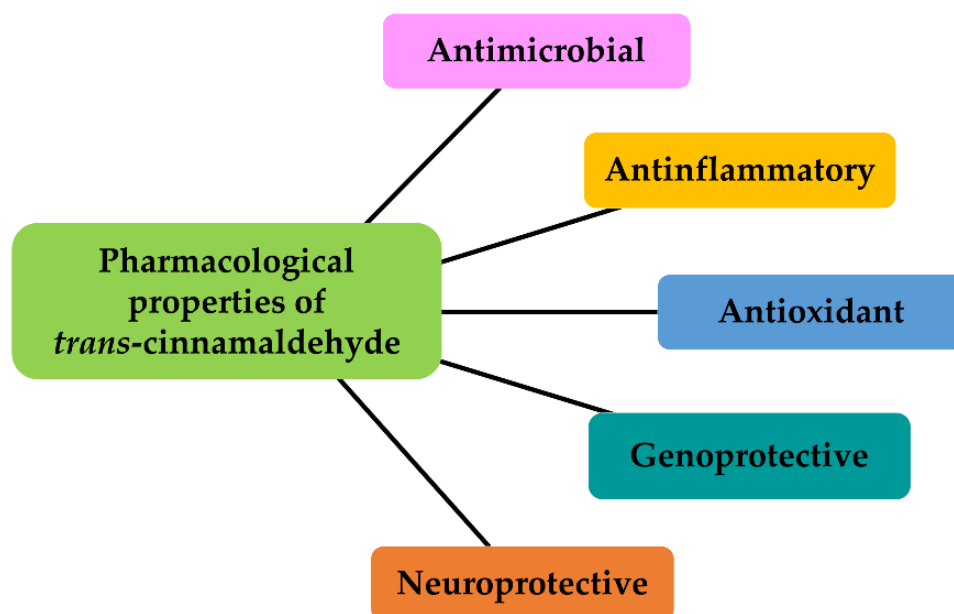 Antimicrobial
Antinflammatory
Pharmacological
properties of
trans-cinnamaldehyde
Antioxidant
Genoprotective
Neuroprotective